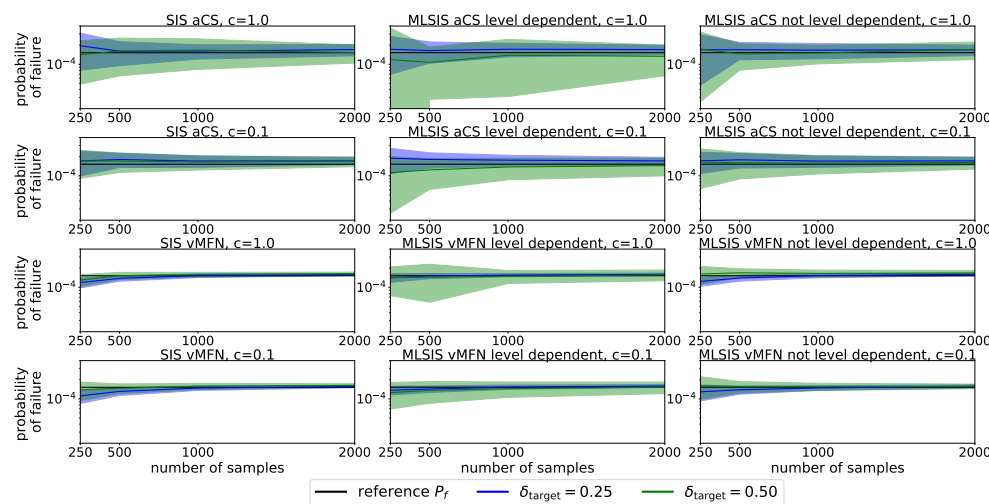 SIS aCS, c=1.0
MLSIS aCS level dependent, c=1.0
MLSIS aCS not level dependent, c=1.0
probability
of failure
10⁻⁴
10⁻⁴
10⁻⁴
250 500 1000 2000
250 500 1000 2000
250 500 1000 2000
SIS aCS, c=0.1
MLSIS aCS level dependent, c=0.1
MLSIS aCS not level dependent, c=0.1
probability
of failure
10⁻⁴
10⁻⁴
10⁻⁴
250 500 1000 2000
250 500 1000 2000
250 500 1000 2000
SIS vMFN, c=1.0
MLSIS vMFN level dependent, c=1.0
MLSIS vMFN not level dependent, c=1.0
probability
of failure
10⁻⁴
10⁻⁴
10⁻⁴
250 500 1000 2000
250 500 1000 2000
250 500 1000 2000
SIS vMFN, c=0.1
MLSIS vMFN level dependent, c=0.1
MLSIS vMFN not level dependent, c=0.1
probability
of failure
10⁻⁴
10⁻⁴
10⁻⁴
250 500 1000 2000
250 500 1000 2000
250 500 1000 2000
number of samples
number of samples
number of samples
reference P_f
δ_target = 0.25
δ_target = 0.50